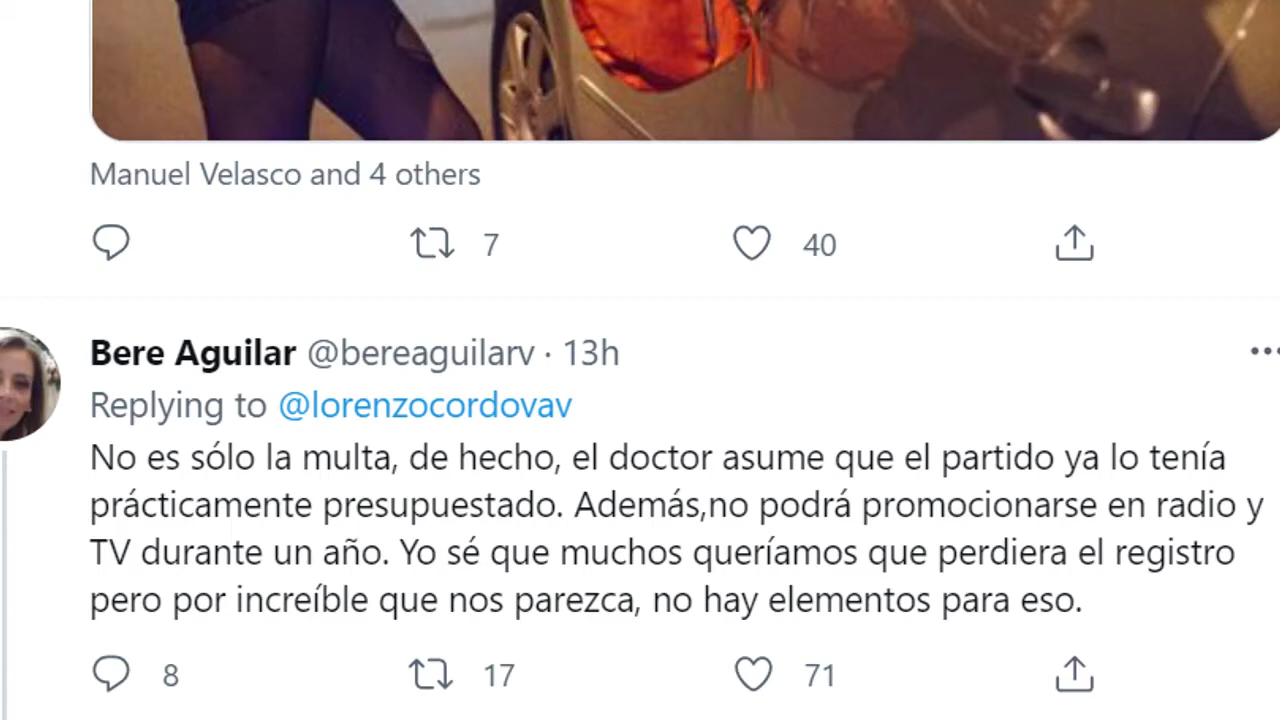 Manuel Velasco and 4 others
7 40
Bere Aguilar @bereaguilarv · 13h
Replying to @lorenzocordovav
No es sólo la multa, de hecho, el doctor asume que el partido ya lo tenía
prácticamente presupuestado. Además,no podrá promocionarse en radio y
TV durante un año. Yo sé que muchos queríamos que perdiera el registro
pero por increíble que nos parezca, no hay elementos para eso.
8 17 71